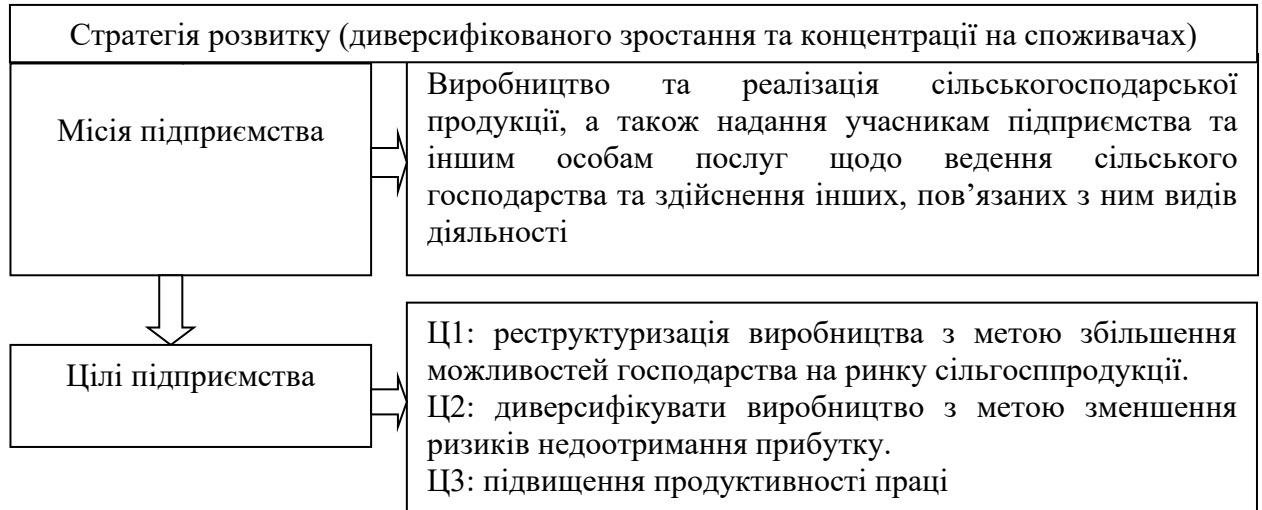 Стратегія розвитку (диверсифікованого зростання та концентрації на споживачах)
Місія підприємства
Виробництво та реалізація сільськогосподарської
продукції, а також надання учасникам підприємства та
іншим особам послуг щодо ведення сільського
господарства та здійснення інших, пов’язаних з ним видів
діяльності
Цілі підприємства
Ц1: реструктуризація виробництва з метою збільшення
можливостей господарства на ринку сільгосппродукції.
Ц2: диверсифікувати виробництво з метою зменшення
ризиків недоотримання прибутку.
Ц3: підвищення продуктивності праці